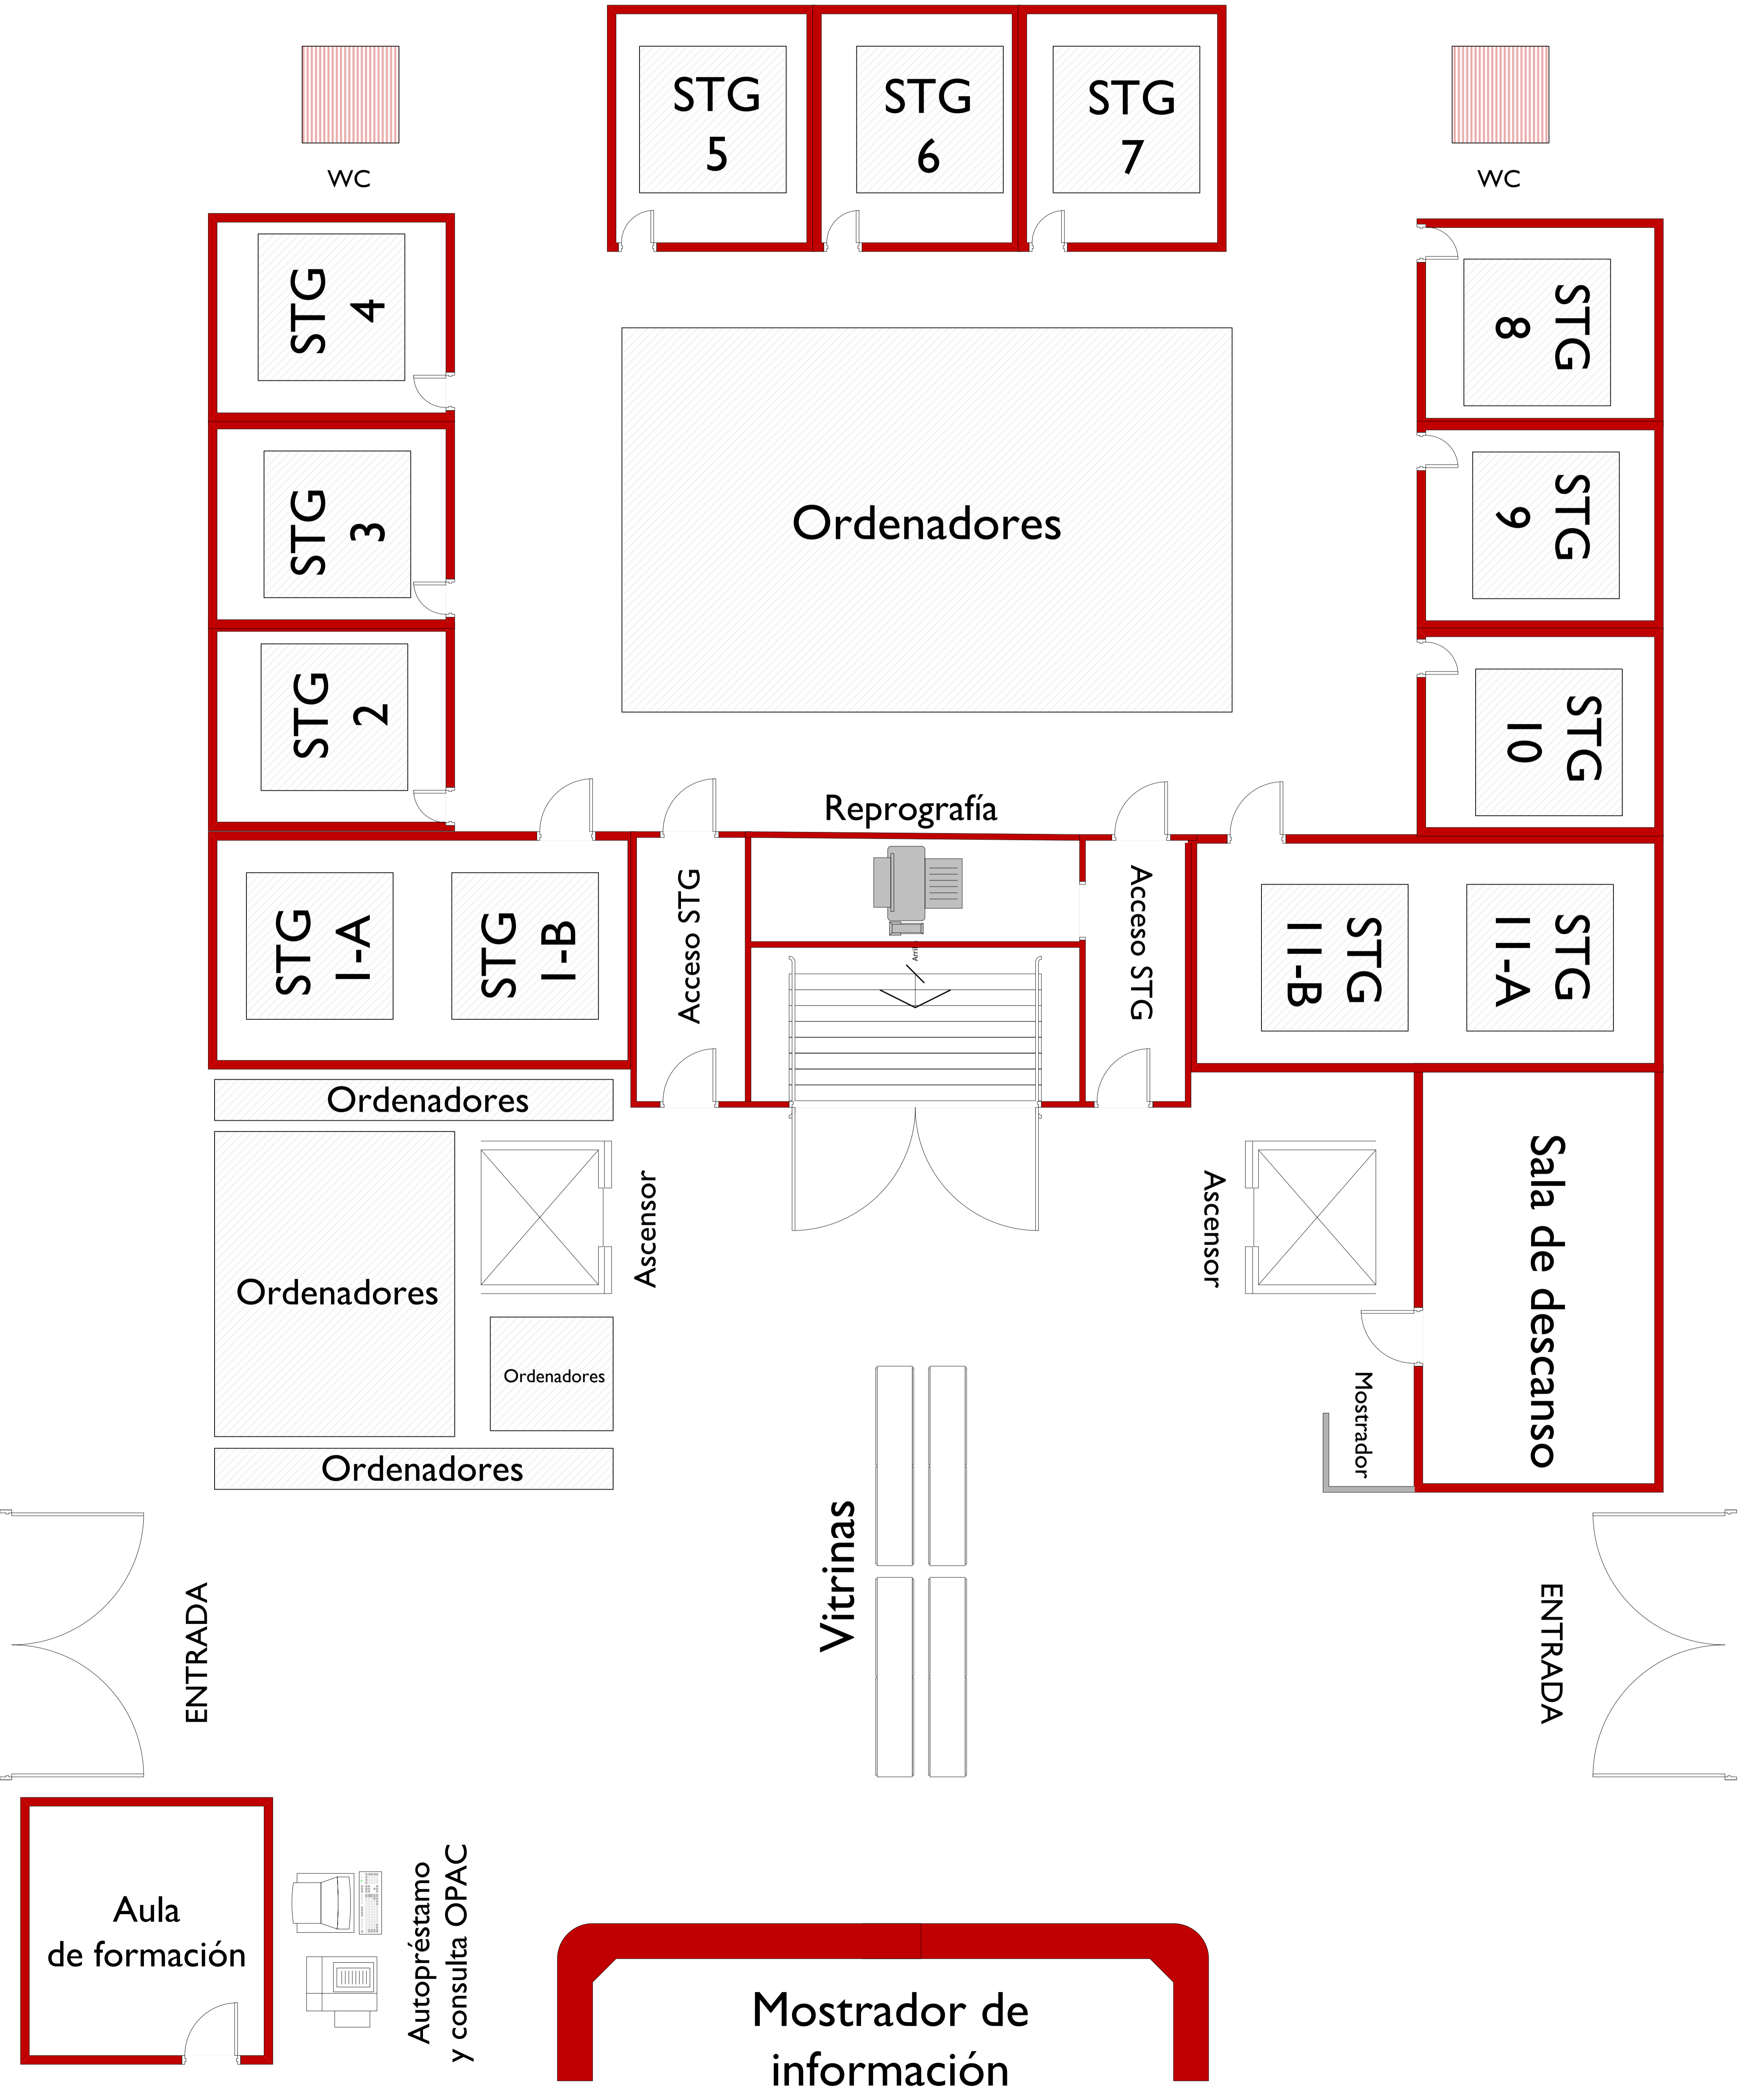 STG
5
STG
6
STG
7
WC
WC
STG
4
STG
8
STG
3
STG
9
Ordenadores
STG
2
STG
10
Reprografía
STG
1-A
STG
1-B
Acceso STG
Acceso STG
STG
11-B
STG
11-A
Arriba
Ordenadores
Ordenadores
Ascensor
Ascensor
Sala de descanso
Ordenadores
Mostrador
Ordenadores
Vitrinas
ENTRADA
ENTRADA
Aula
de formación
Autopréstamo
y consulta OPAC
Mostrador de
información